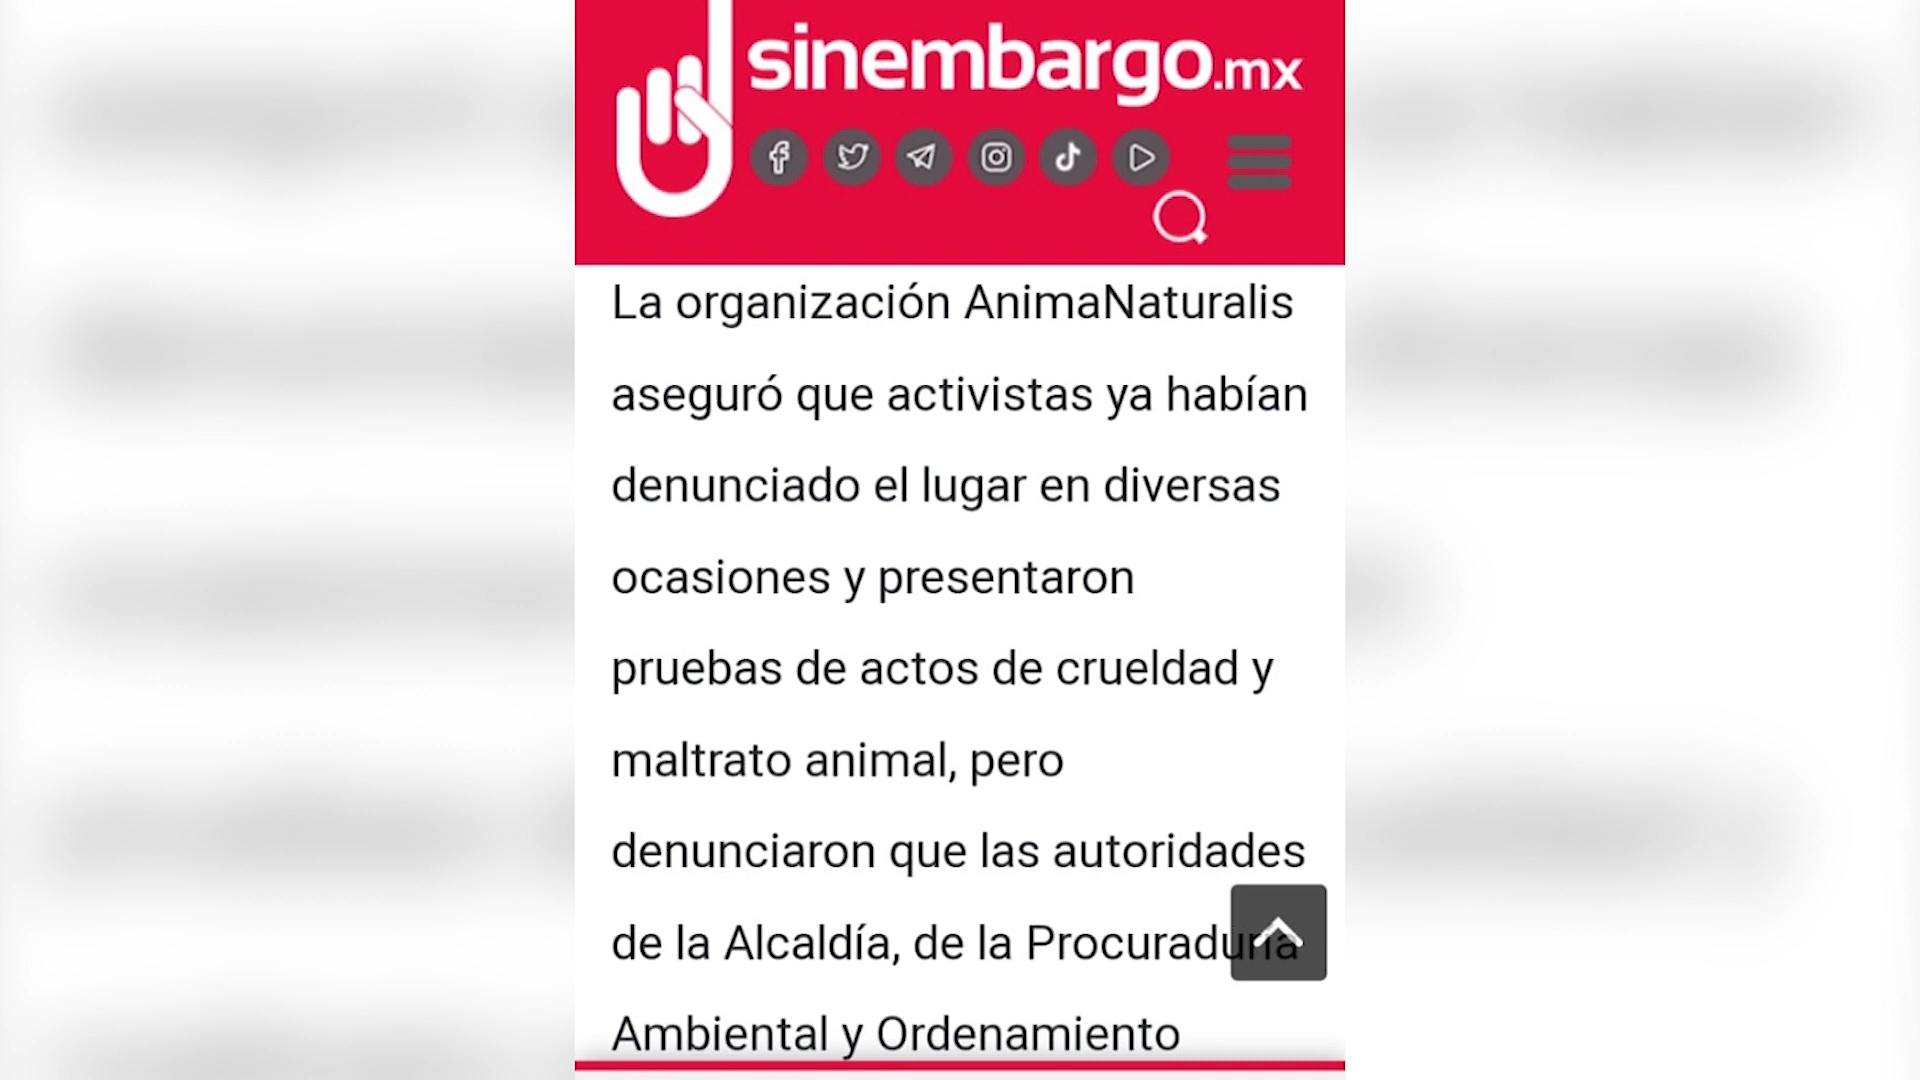 sinembargo.mx
La organización AnimaNaturalis
aseguró que activistas ya habían
denunciado el lugar en diversas
ocasiones y presentaron
pruebas de actos de crueldad y
maltrato animal, pero
denunciaron que las autoridades
de la Alcaldía, de la Procuraduría
Ambiental y Ordenamiento